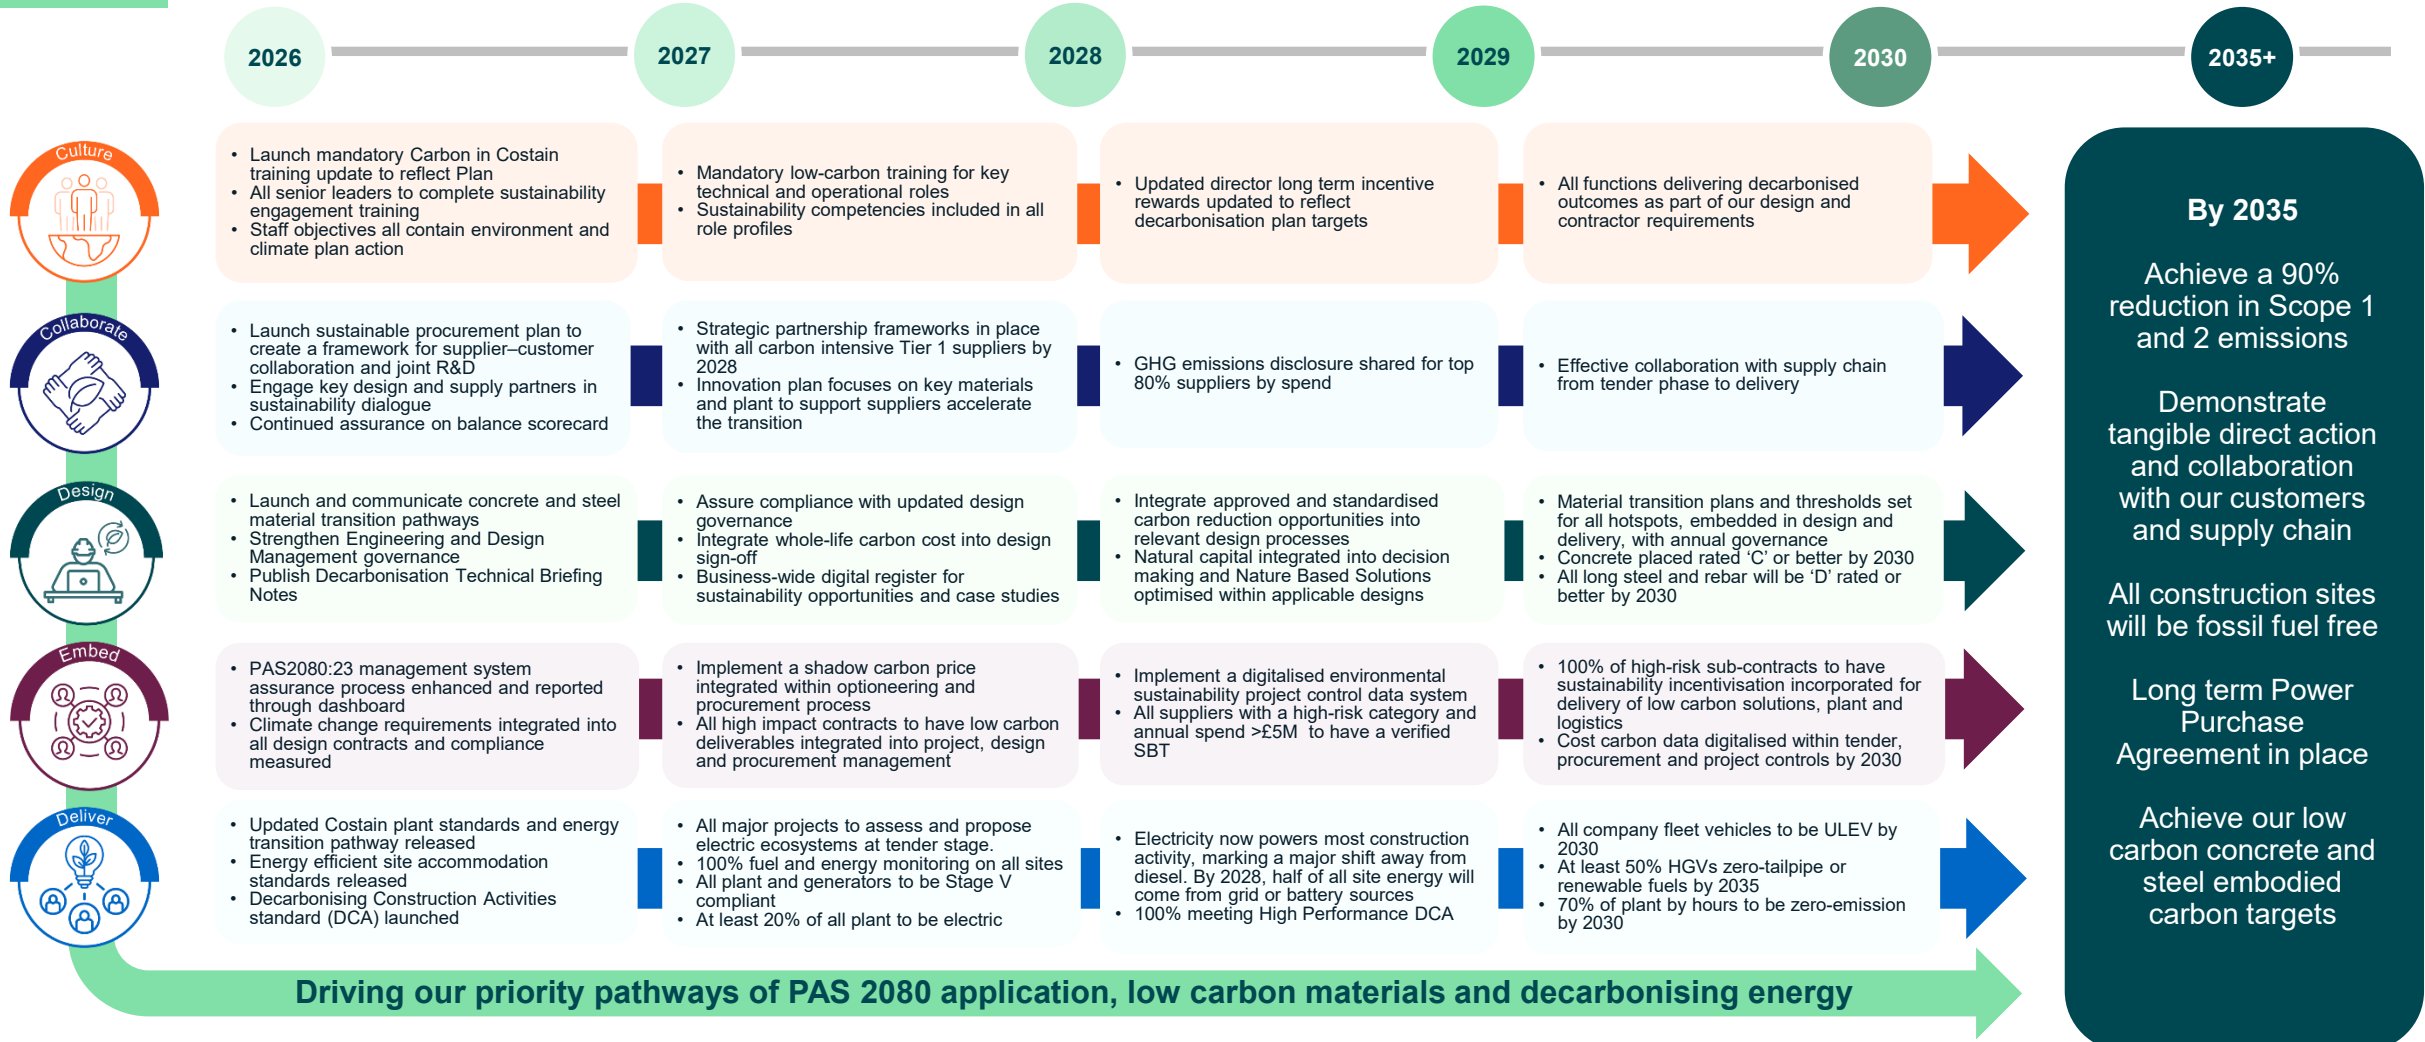 2026
2027
2028
2029
2030
2035+
Culture
• Launch mandatory Carbon in Costain
training update to reflect Plan
• All senior leaders to complete sustainability
engagement training
• Staff objectives all contain environment and
climate plan action
• Mandatory low-carbon training for key
technical and operational roles
• Sustainability competencies included in all
role profiles
• Updated director long term incentive
rewards updated to reflect
decarbonisation plan targets
• All functions delivering decarbonised
outcomes as part of our design and
contractor requirements
Collaborate
• Launch sustainable procurement plan to
create a framework for supplier–customer
collaboration and joint R&D
• Engage key design and supply partners in
sustainability dialogue
• Continued assurance on balance scorecard
• Strategic partnership frameworks in place
with all carbon intensive Tier 1 suppliers by
2028
• Innovation plan focuses on key materials
and plant to support suppliers accelerate
the transition
• GHG emissions disclosure shared for top
80% suppliers by spend
• Effective collaboration with supply chain
from tender phase to delivery
Design
• Launch and communicate concrete and steel
material transition pathways
• Strengthen Engineering and Design
Management governance
• Publish Decarbonisation Technical Briefing
Notes
• Assure compliance with updated design
governance
• Integrate whole-life carbon cost into design
sign-off
• Business-wide digital register for
sustainability opportunities and case studies
• Integrate approved and standardised
carbon reduction opportunities into
relevant design processes
• Natural capital integrated into decision
making and Nature Based Solutions
optimised within applicable designs
• Material transition plans and thresholds set
for all hotspots, embedded in design and
delivery, with annual governance
• Concrete placed rated ‘C’ or better by 2030
• All long steel and rebar will be ‘D’ rated or
better by 2030
Embed
• PAS2080:23 management system
assurance process enhanced and reported
through dashboard
• Climate change requirements integrated into
all design contracts and compliance
measured
• Implement a shadow carbon price
integrated within optioneering and
procurement process
• All high impact contracts to have low carbon
deliverables integrated into project, design
and procurement management
• Implement a digitalised environmental
sustainability project control data system
• All suppliers with a high-risk category and
annual spend >£5M to have a verified
SBT
• 100% of high-risk sub-contracts to have
sustainability incentivisation incorporated for
delivery of low carbon solutions, plant and
logistics
• Cost carbon data digitalised within tender,
procurement and project controls by 2030
Deliver
• Updated Costain plant standards and energy
transition pathway released
• Energy efficient site accommodation
standards released
• Decarbonising Construction Activities
standard (DCA) launched
• All major projects to assess and propose
electric ecosystems at tender stage.
• 100% fuel and energy monitoring on all sites
• All plant and generators to be Stage V
compliant
• At least 20% of all plant to be electric
• Electricity now powers most construction
activity, marking a major shift away from
diesel. By 2028, half of all site energy will
come from grid or battery sources
• 100% meeting High Performance DCA
• All company fleet vehicles to be ULEV by
2030
• At least 50% HGVs zero-tailpipe or
renewable fuels by 2035
• 70% of plant by hours to be zero-emission
by 2030
Driving our priority pathways of PAS 2080 application, low carbon materials and decarbonising energy
By 2035
Achieve a 90%
reduction in Scope 1
and 2 emissions
Demonstrate
tangible direct action
and collaboration
with our customers
and supply chain
All construction sites
will be fossil fuel free
Long term Power
Purchase
Agreement in place
Achieve our low
carbon concrete and
steel embodied
carbon targets